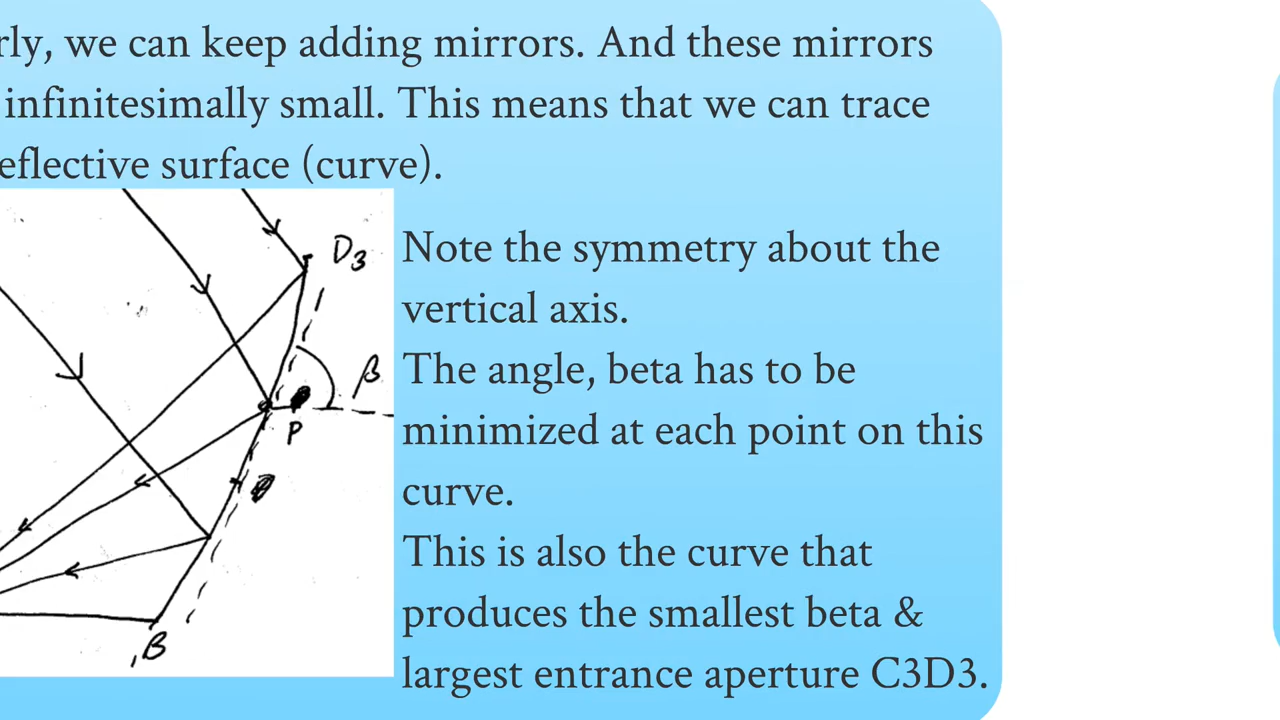 rly, we can keep adding mirrors. And these mirrors
infinitesimally small. This means that we can trace
eflective surface (curve).
D3
Note the symmetry about the
vertical axis.
β
The angle, beta has to be
P
minimized at each point on this
curve.
This is also the curve that
produces the smallest beta &
B
largest entrance aperture C3D3.